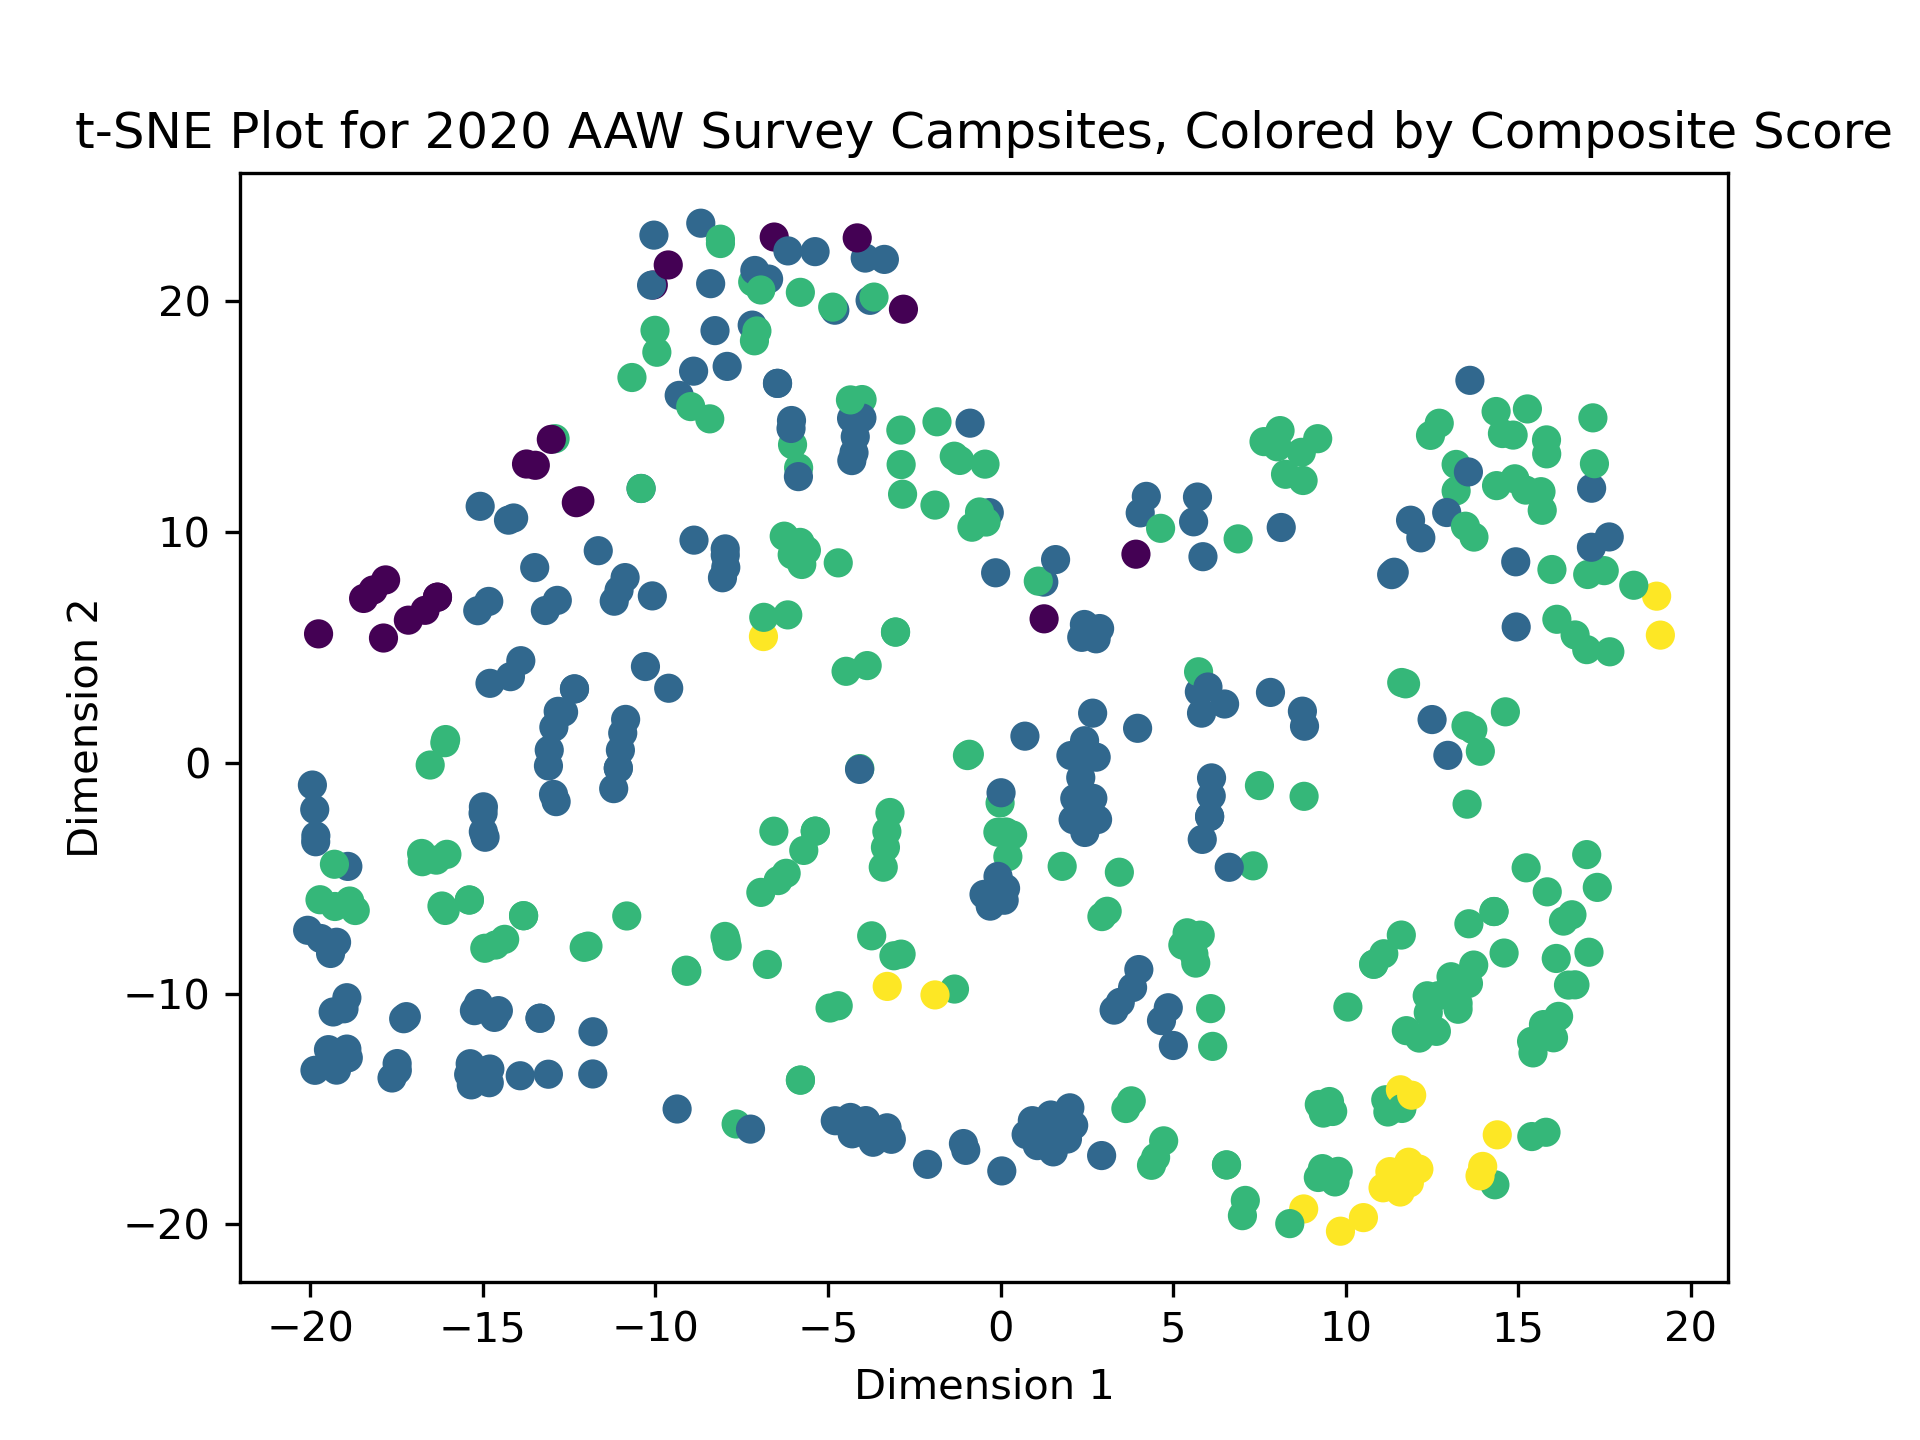 t-SNE Plot for 2020 AAW Survey Campsites, Colored by Composite Score
20
10
0
−10
−20
Dimension 2
−20 −15 −10 −5 0 5 10 15 20
Dimension 1